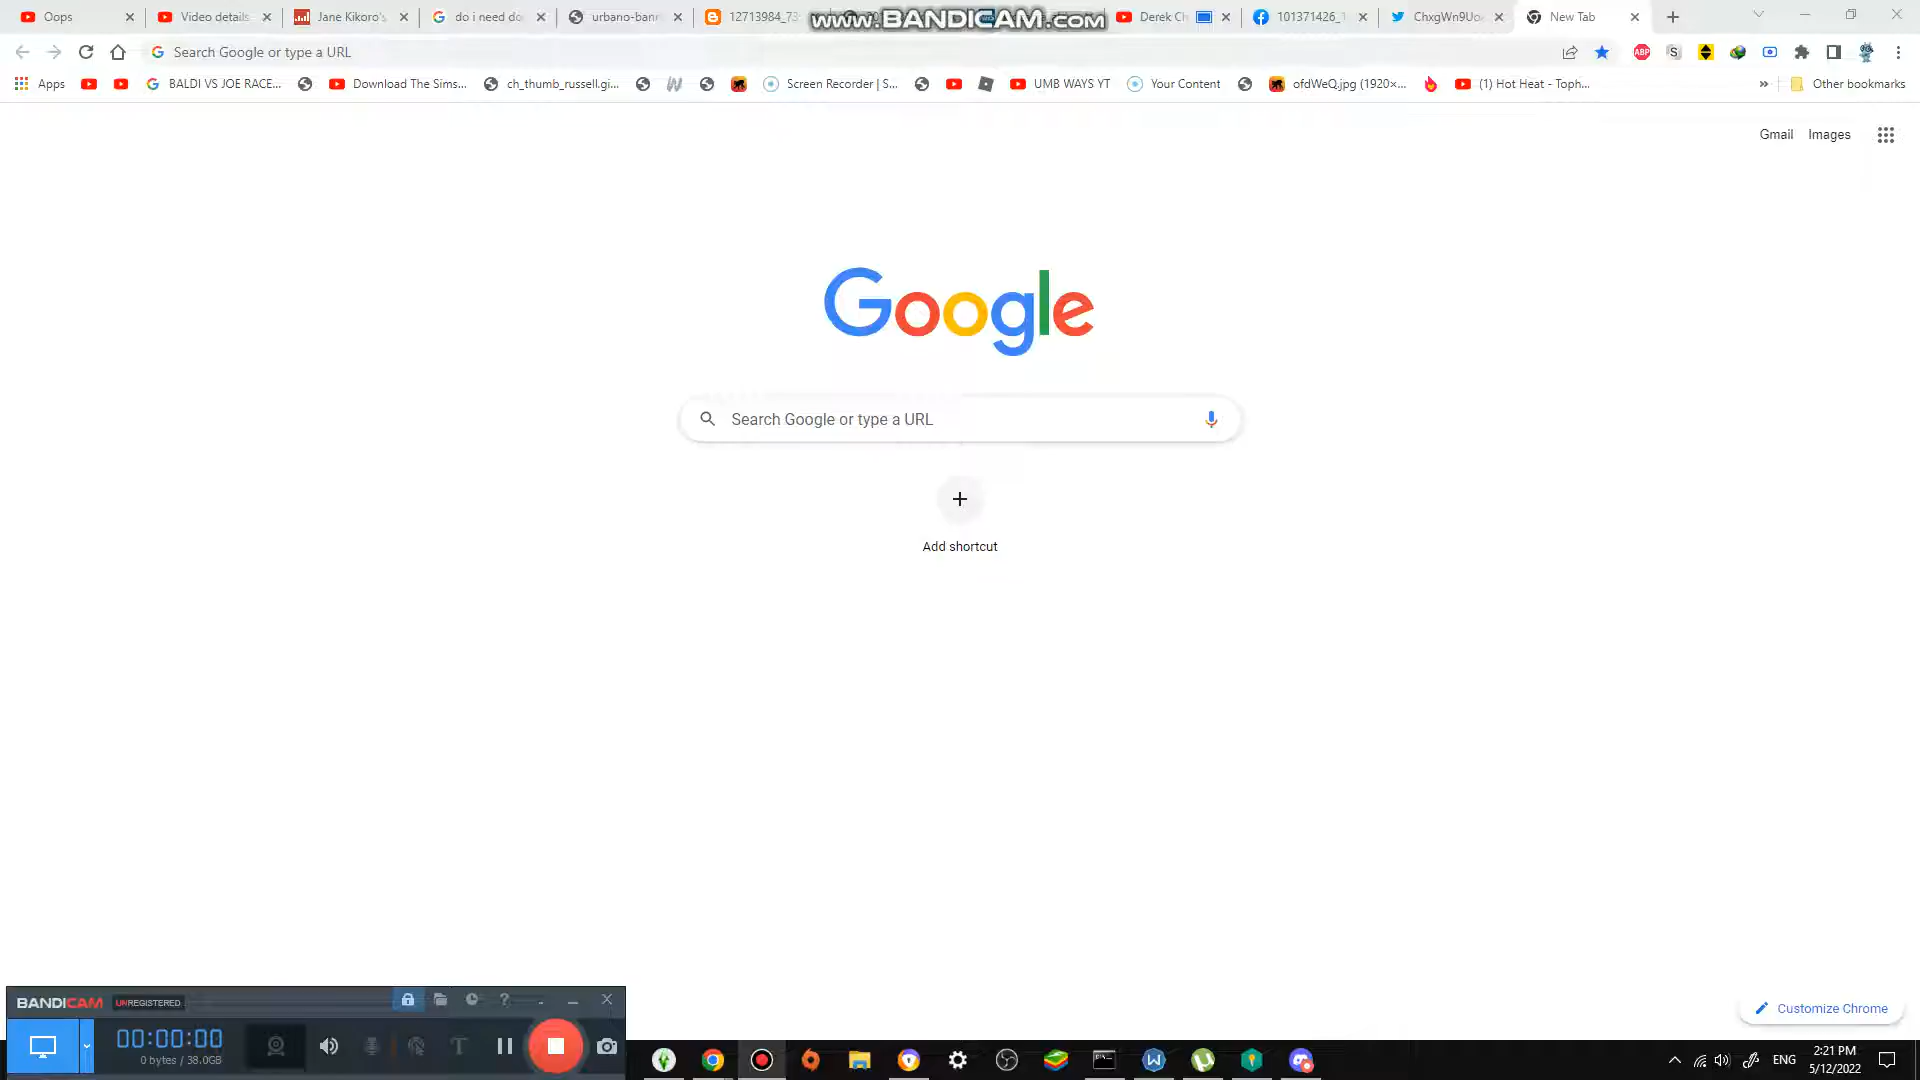 Oops
Video details
Jane Kikoro's
do i need do
urbano-bann
12713984_73
www.BANDICAM.com
Derek Ch
101371426_1
ChxgWn9Uo
New Tab
Search Google or type a URL
ABP
S
Apps
BALDI VS JOE RACE...
Download The Sims...
ch_thumb_russell.gi...
Screen Recorder | S...
UMB WAYS YT
Your Content
ofdWeQ.jpg (1920×...
(1) Hot Heat - Toph...
»
Other bookmarks
Gmail
Images
Google
Search Google or type a URL
Add shortcut
Customize Chrome
BANDICAM
UNREGISTERED
00:00:00
0 bytes / 38.0GB
ENG
2:21 PM
5/12/2022